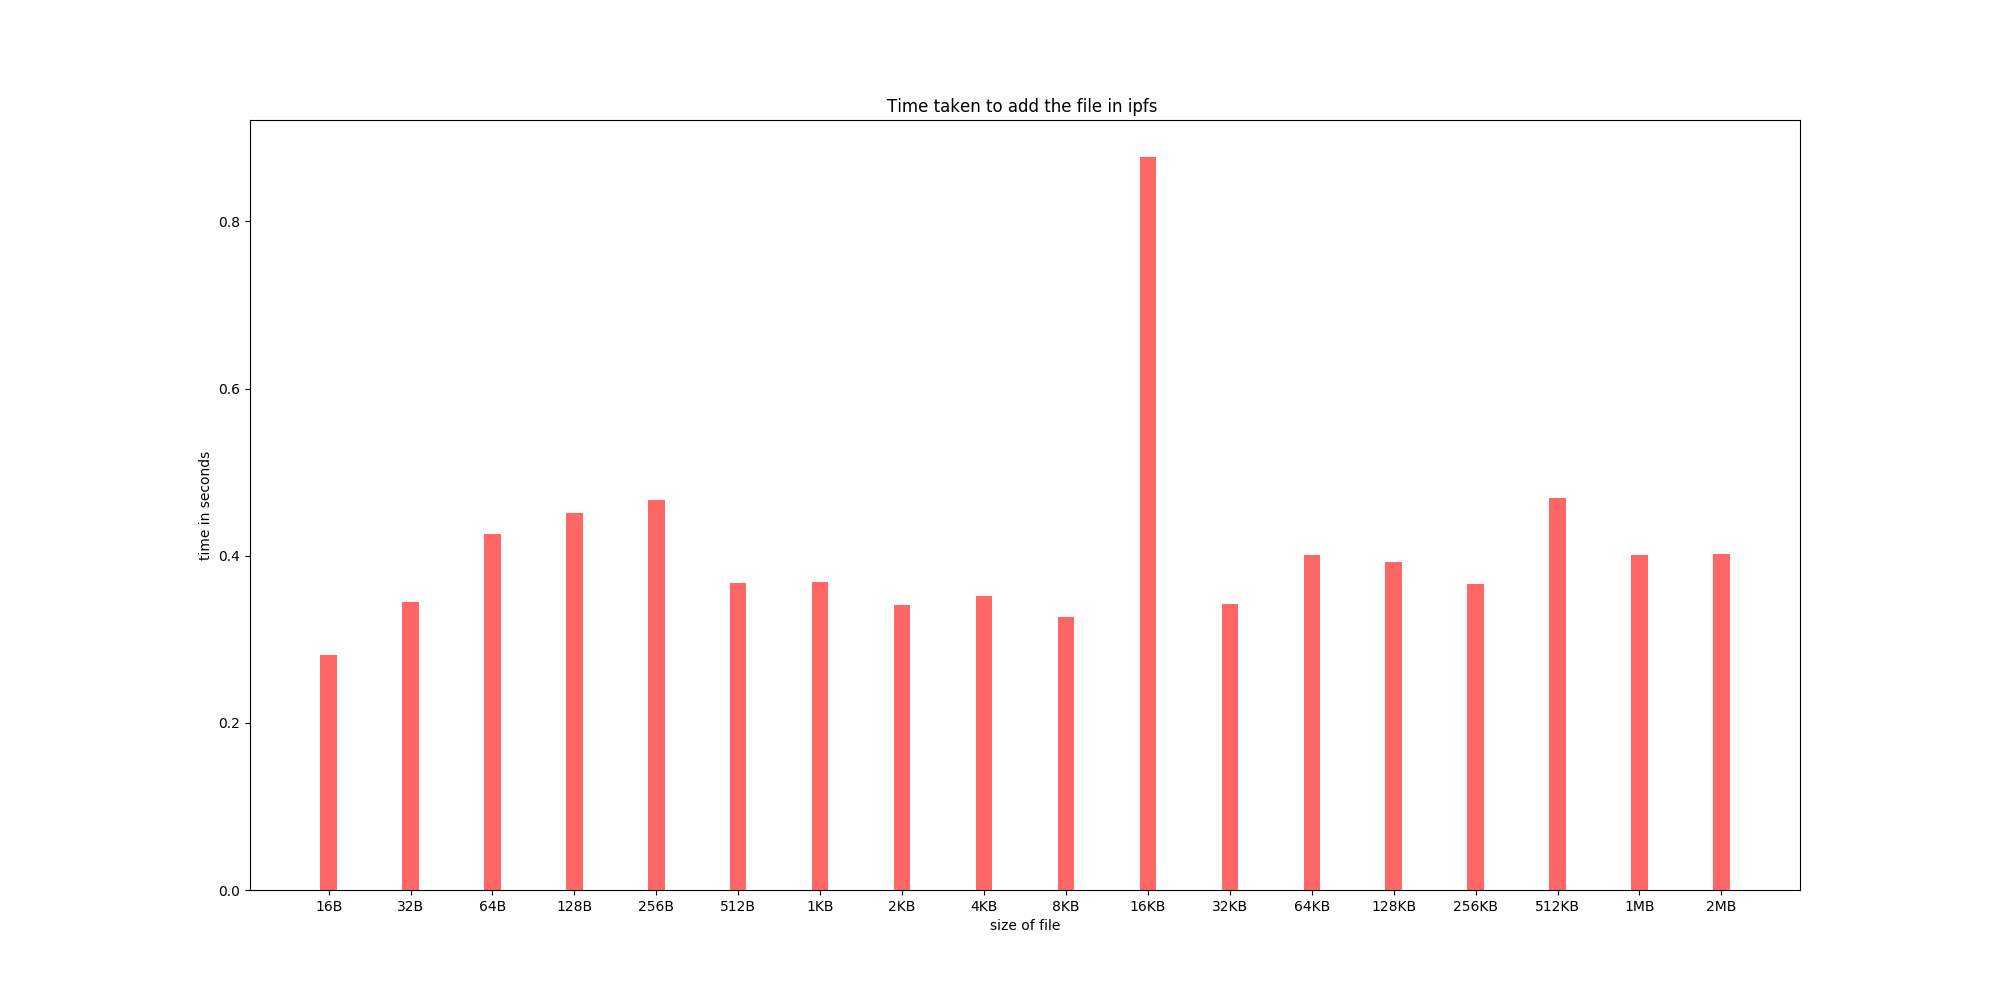 Time taken to add the file in ipfs
time in seconds
0.8
0.6
0.4
0.2
0.0
16B 32B 64B 128B 256B 512B 1KB 2KB 4KB 8KB 16KB 32KB 64KB 128KB 256KB 512KB 1MB 2MB
size of file